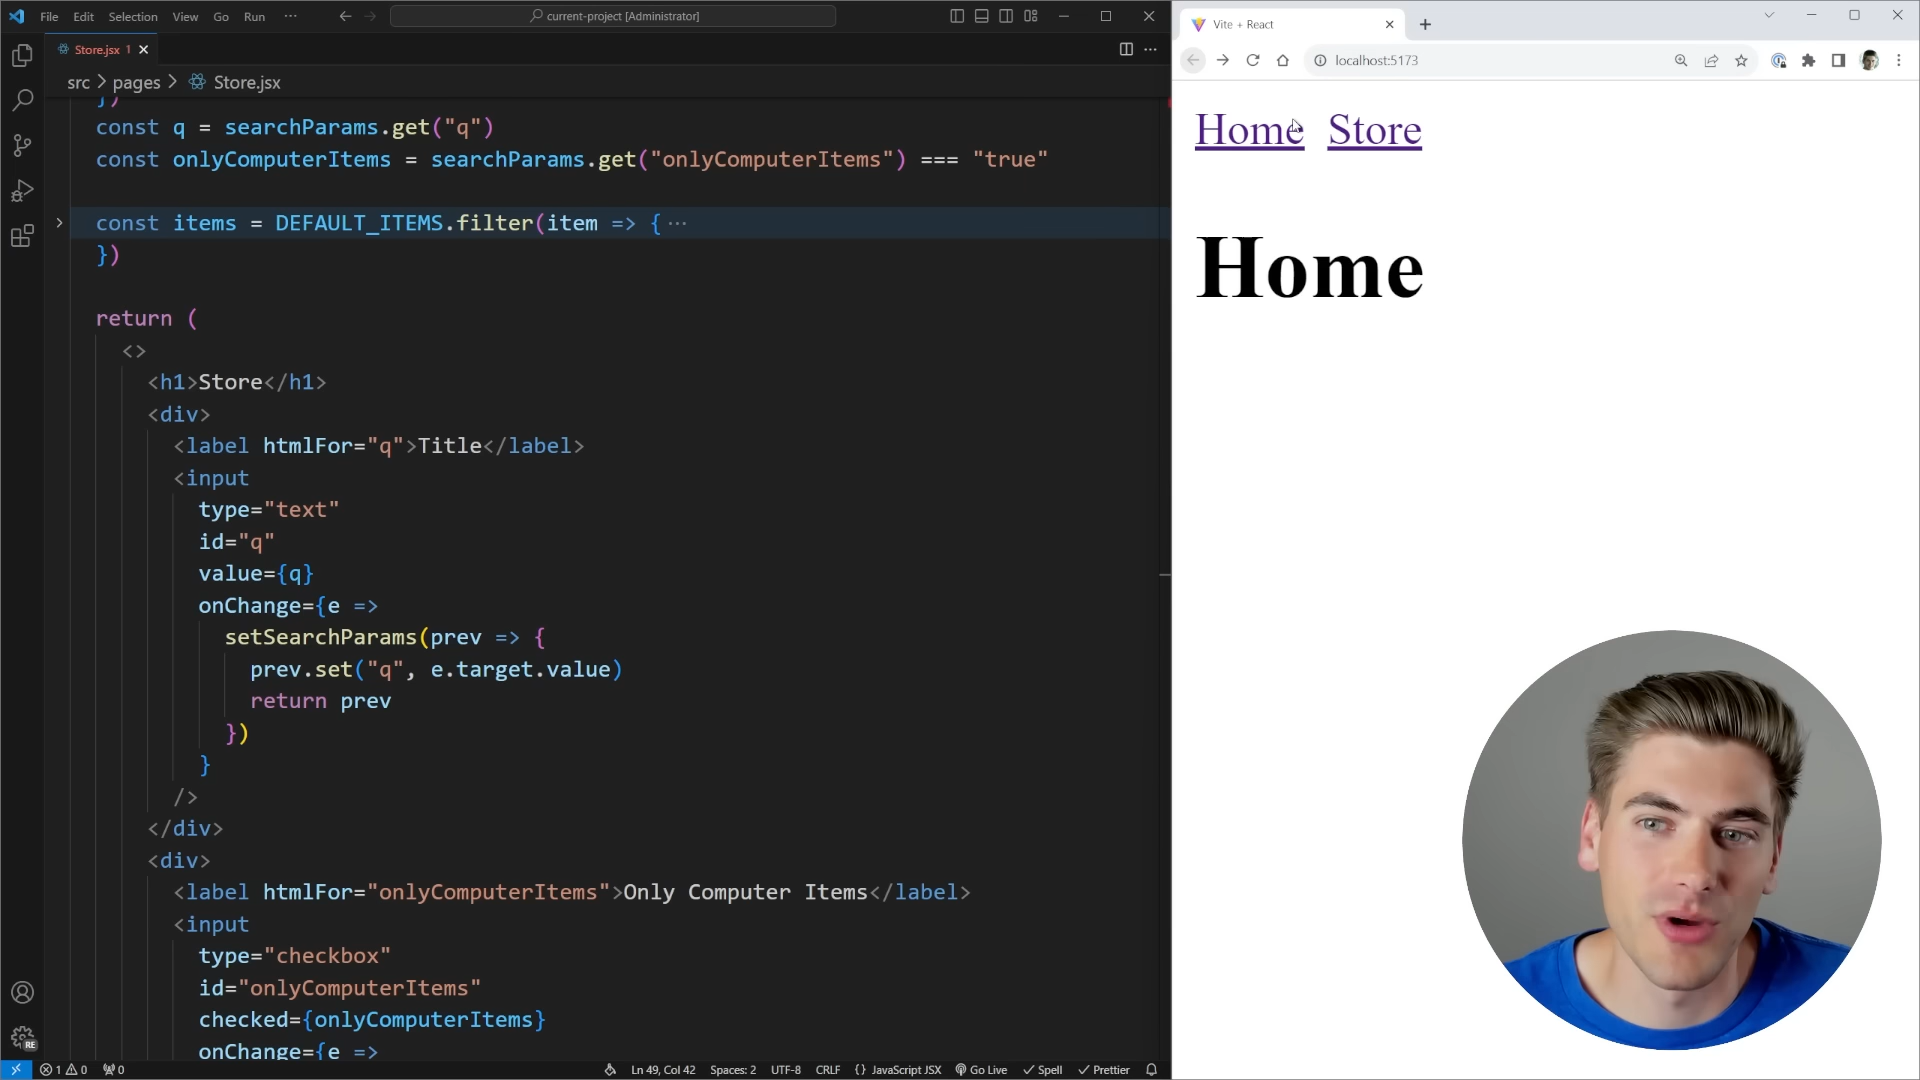 File Edit Selection View Go Run ··· current-project [Administrator]
Store.jsx 1
src > pages > Store.jsx
})
const q = searchParams.get("q")
const onlyComputerItems = searchParams.get("onlyComputerItems") === "true"
const items = DEFAULT_ITEMS.filter(item => { ···
})
return (
<>
<h1>Store</h1>
<div>
<label htmlFor="q">Title</label>
<input
type="text"
id="q"
value={q}
onChange={e =>
setSearchParams(prev => {
prev.set("q", e.target.value)
return prev
})
}
/>
</div>
<div>
<label htmlFor="onlyComputerItems">Only Computer Items</label>
<input
type="checkbox"
id="onlyComputerItems"
checked={onlyComputerItems}
onChange={e =>
RE
1 0 0 Ln 49, Col 42 Spaces: 2 UTF-8 CRLF {} JavaScript JSX Go Live Spell Prettier
Vite + React
localhost:5173
Home Store
Home